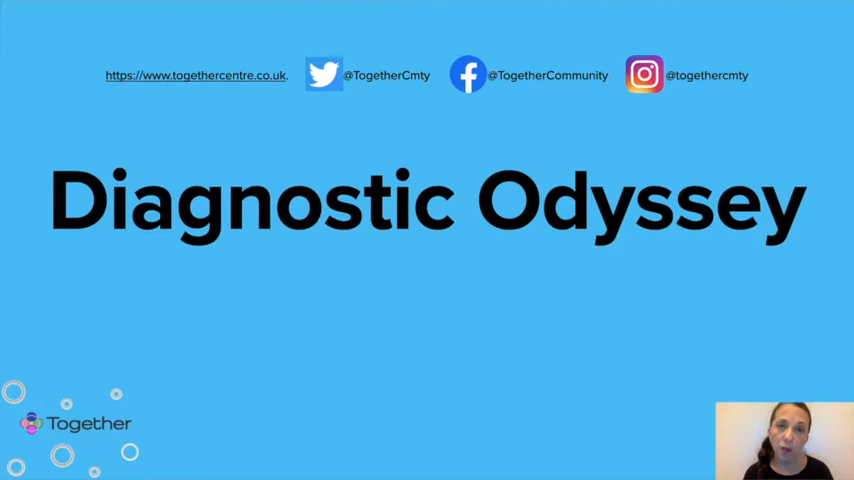 https://www.togethercentre.co.uk. @TogetherCmty @TogetherCommunity @togethercmty
Diagnostic Odyssey
Together